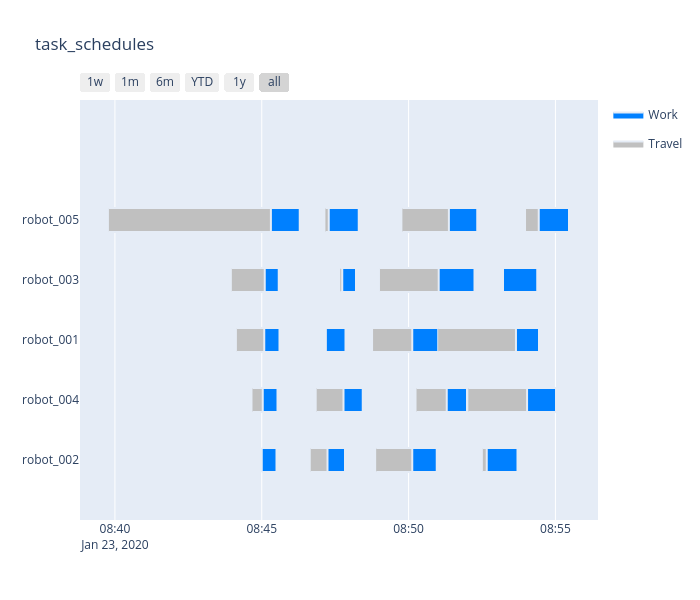 task_schedules
1w 1m 6m YTD 1y all
Work
Travel
robot_005
robot_003
robot_001
robot_004
robot_002
08:40 08:45 08:50 08:55
Jan 23, 2020